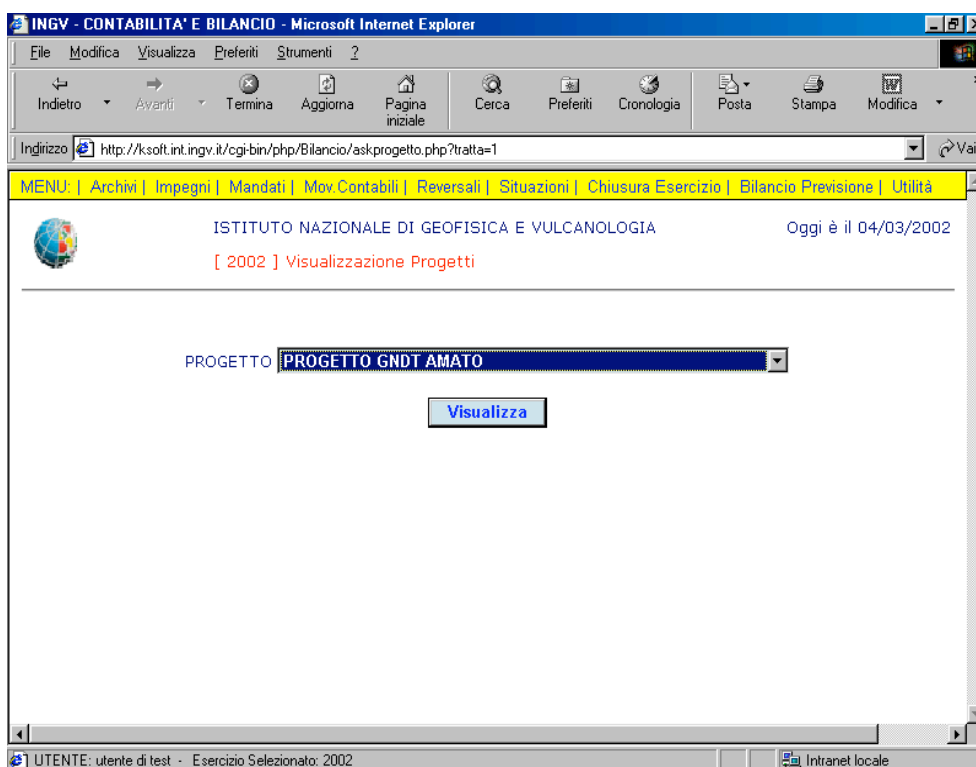 INGV - CONTABILITA' E BILANCIO - Microsoft Internet Explorer
File Modifica Visualizza Preferiti Strumenti ?
Indietro Avanti Termina Aggiorna Pagina iniziale Cerca Preferiti Cronologia Posta Stampa Modifica
Indirizzo http://ksoft.int.ingv.it/cgi-bin/php/Bilancio/askprogetto.php?tratta=1 Vai
MENU: | Archivi | Impegni | Mandati | Mov.Contabili | Reversali | Situazioni | Chiusura Esercizio | Bilancio Previsione | Utilità
ISTITUTO NAZIONALE DI GEOFISICA E VULCANOLOGIA Oggi è il 04/03/2002
[ 2002 ] Visualizzazione Progetti
PROGETTO PROGETTO GNDT AMATO
Visualizza
UTENTE: utente di test - Esercizio Selezionato: 2002 Intranet locale